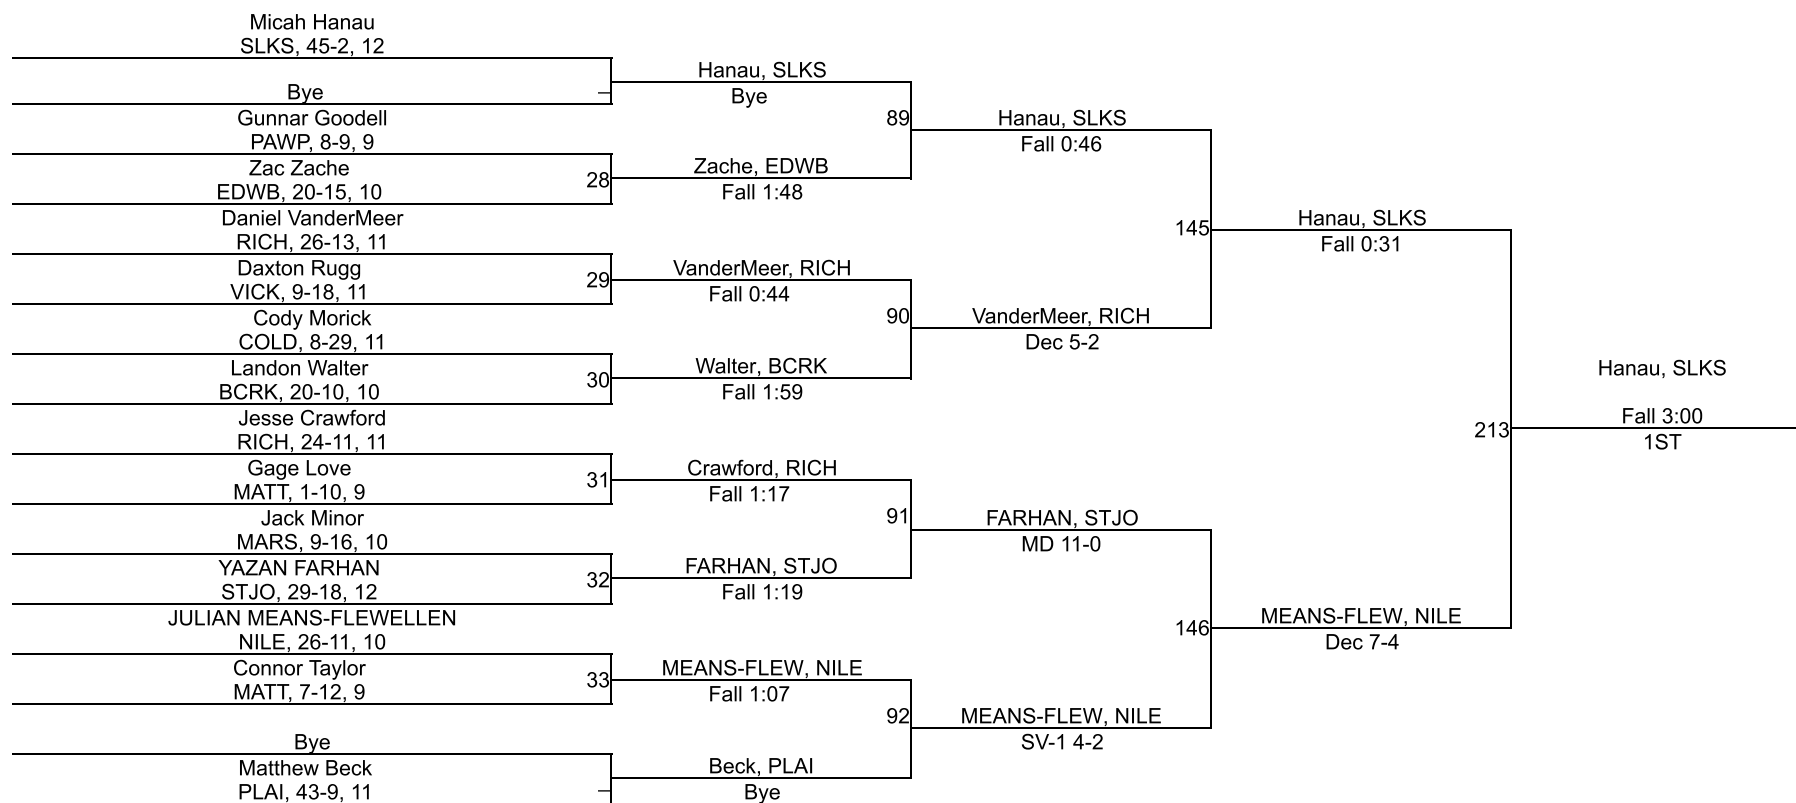 Micah Hanau
SLKS, 45-2, 12
Bye
Gunnar Goodell
PAWP, 8-9, 9
Zac Zache
EDWB, 20-15, 10
Daniel VanderMeer
RICH, 26-13, 11
Daxton Rugg
VICK, 9-18, 11
Cody Morick
COLD, 8-29, 11
Landon Walter
BCRK, 20-10, 10
Jesse Crawford
RICH, 24-11, 11
Gage Love
MATT, 1-10, 9
Jack Minor
MARS, 9-16, 10
YAZAN FARHAN
STJO, 29-18, 12
JULIAN MEANS-FLEWELLEN
NILE, 26-11, 10
Connor Taylor
MATT, 7-12, 9
Bye
Matthew Beck
PLAI, 43-9, 11
28
29
30
31
32
33
Hanau, SLKS
Bye
Zache, EDWB
Fall 1:48
VanderMeer, RICH
Fall 0:44
Walter, BCRK
Fall 1:59
Crawford, RICH
Fall 1:17
FARHAN, STJO
Fall 1:19
MEANS-FLEW, NILE
Fall 1:07
Beck, PLAI
Bye
89
90
91
92
Hanau, SLKS
Fall 0:46
VanderMeer, RICH
Dec 5-2
FARHAN, STJO
MD 11-0
MEANS-FLEW, NILE
SV-1 4-2
145
146
Hanau, SLKS
Fall 0:31
MEANS-FLEW, NILE
Dec 7-4
213
Hanau, SLKS
Fall 3:00
1ST